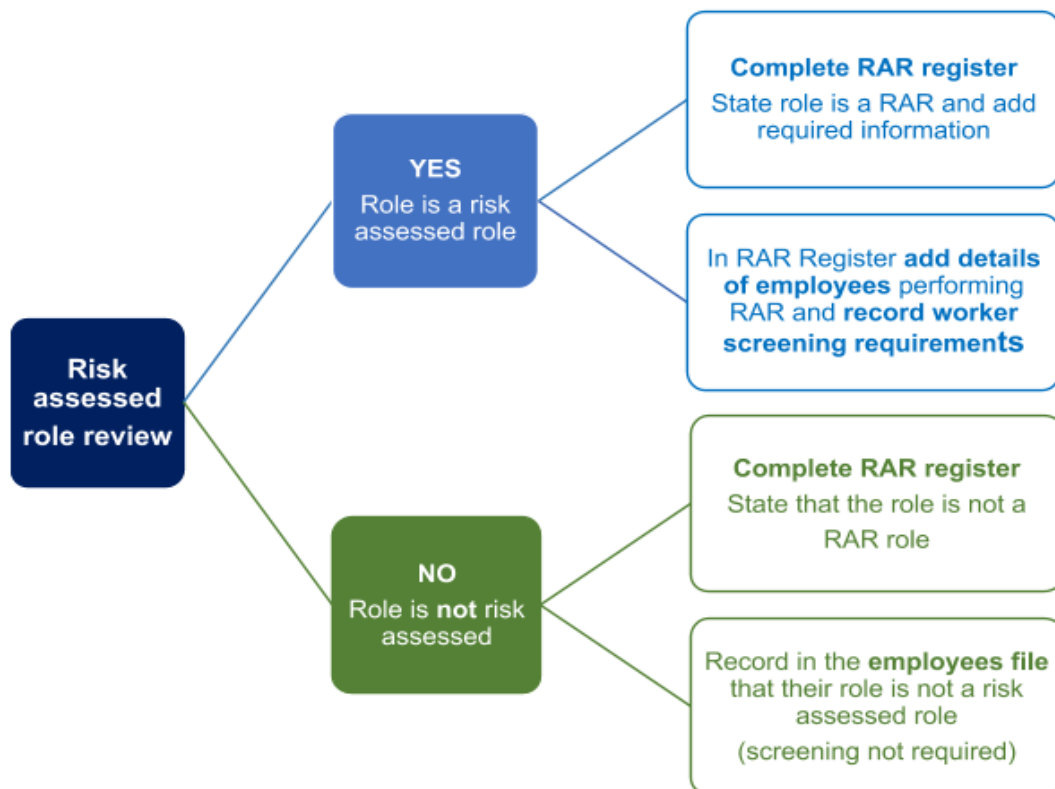 Risk
assessed
role review
YES
Role is a risk
assessed role
Complete RAR register
State role is a RAR and add
required information
In RAR Register add details
of employees performing
RAR and record worker
screening requirements
NO
Role is not risk
assessed
Complete RAR register
State that the role is not a
RAR role
Record in the employees file
that their role is not a risk
assessed role
(screening not required)